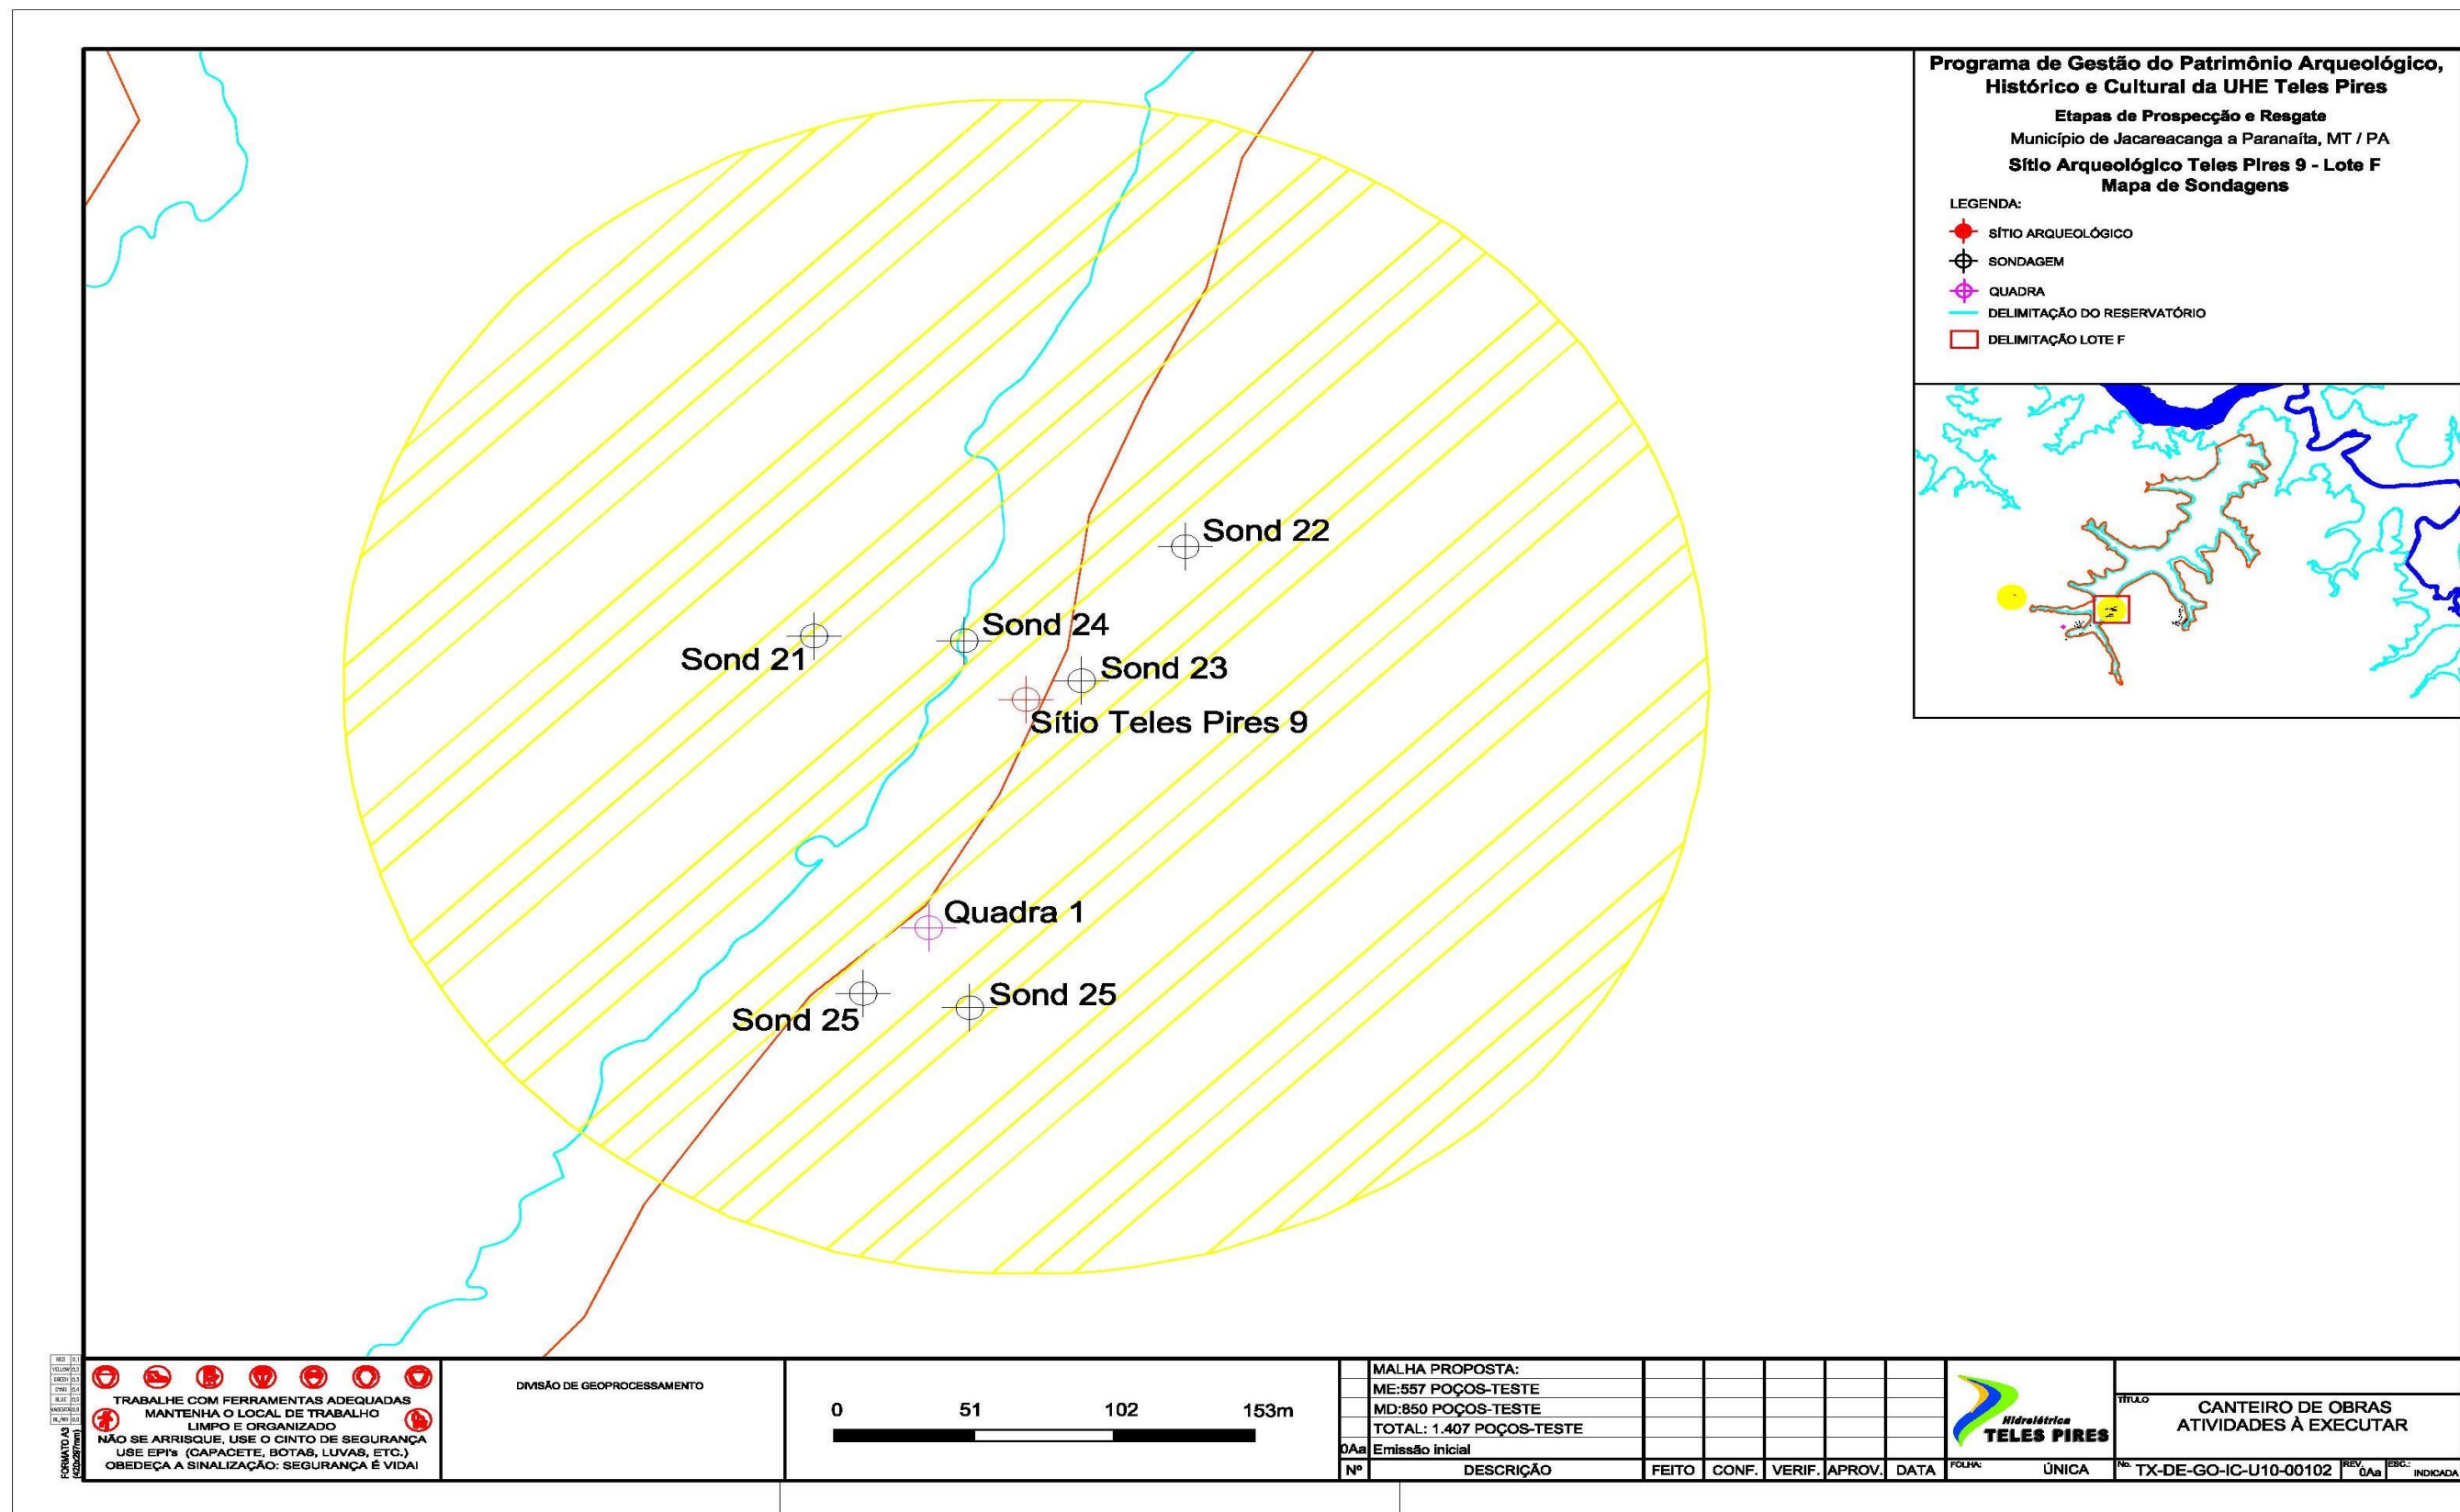 Programa de Gestão do Patrimônio Arqueológico,
Histórico e Cultural da UHE Teles Pires
Etapas de Prospecção e Resgate
Município de Jacareacanga a Paranaíta, MT / PA
Sítio Arqueológico Teles Pires 9 - Lote F
Mapa de Sondagens
LEGENDA:
SÍTIO ARQUEOLÓGICO
SONDAGEM
QUADRA
DELIMITAÇÃO DO RESERVATÓRIO
DELIMITAÇÃO LOTE F
Sond 22
Sond 24
Sond 21
Sond 23
Sítio Teles Pires 9
Quadra 1
Sond 25
Sond 25
FORMATO A3
(420x297mm)
TRABALHE COM FERRAMENTAS ADEQUADAS
MANTENHA O LOCAL DE TRABALHO
LIMPO E ORGANIZADO
NÃO SE ARRISQUE, USE O CINTO DE SEGURANÇA
USE EPI's (CAPACETE, BOTAS, LUVAS, ETC.)
OBEDEÇA A SINALIZAÇÃO: SEGURANÇA É VIDA!
DIVISÃO DE GEOPROCESSAMENTO
0 51 102 153m
MALHA PROPOSTA:
ME:557 POÇOS-TESTE
MD:850 POÇOS-TESTE
TOTAL: 1.407 POÇOS-TESTE
0Aa Emissão inicial
Nº DESCRIÇÃO FEITO CONF. VERIF. APROV. DATA
Hidrelétrica
TELES PIRES
FOLHA: ÚNICA
TÍTULO
CANTEIRO DE OBRAS
ATIVIDADES À EXECUTAR
No. TX-DE-GO-IC-U10-00102 REV. 0Aa ESC.: INDICADA